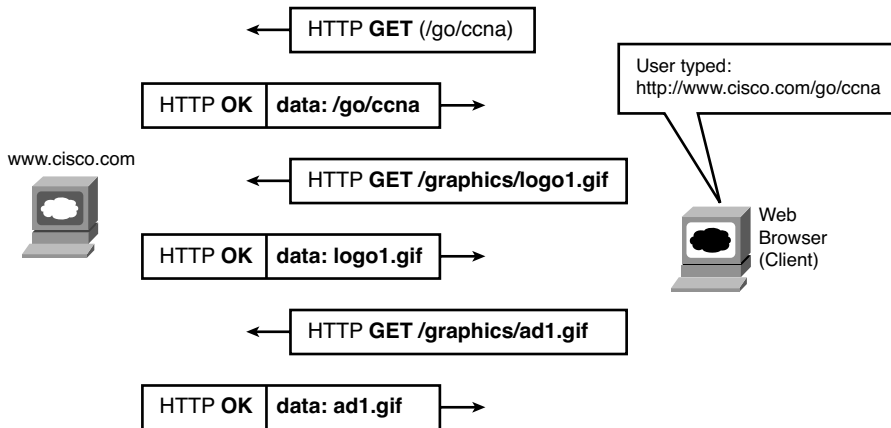 HTTP GET (/go/ccna)
User typed:
http://www.cisco.com/go/ccna
HTTP OK data: /go/ccna
www.cisco.com
HTTP GET /graphics/logo1.gif
Web
Browser
(Client)
HTTP OK data: logo1.gif
HTTP GET /graphics/ad1.gif
HTTP OK data: ad1.gif